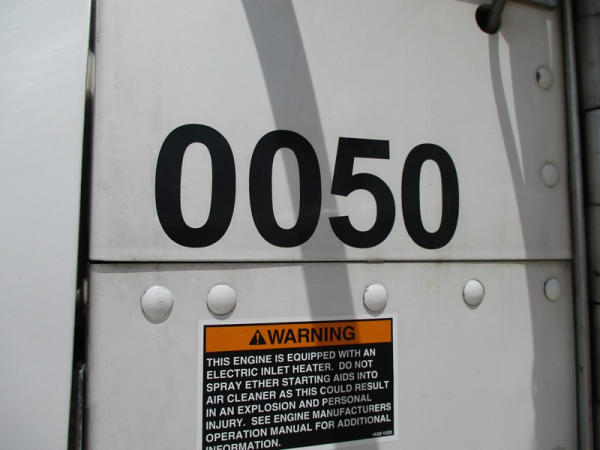 0050
WARNING
THIS ENGINE IS EQUIPPED WITH AN
ELECTRIC INLET HEATER. DO NOT
SPRAY ETHER STARTING AIDS INTO
AIR CLEANER AS THIS COULD RESULT
IN AN EXPLOSION AND PERSONAL
INJURY. SEE ENGINE MANUFACTURERS
OPERATION MANUAL FOR ADDITIONAL
INFORMATION.